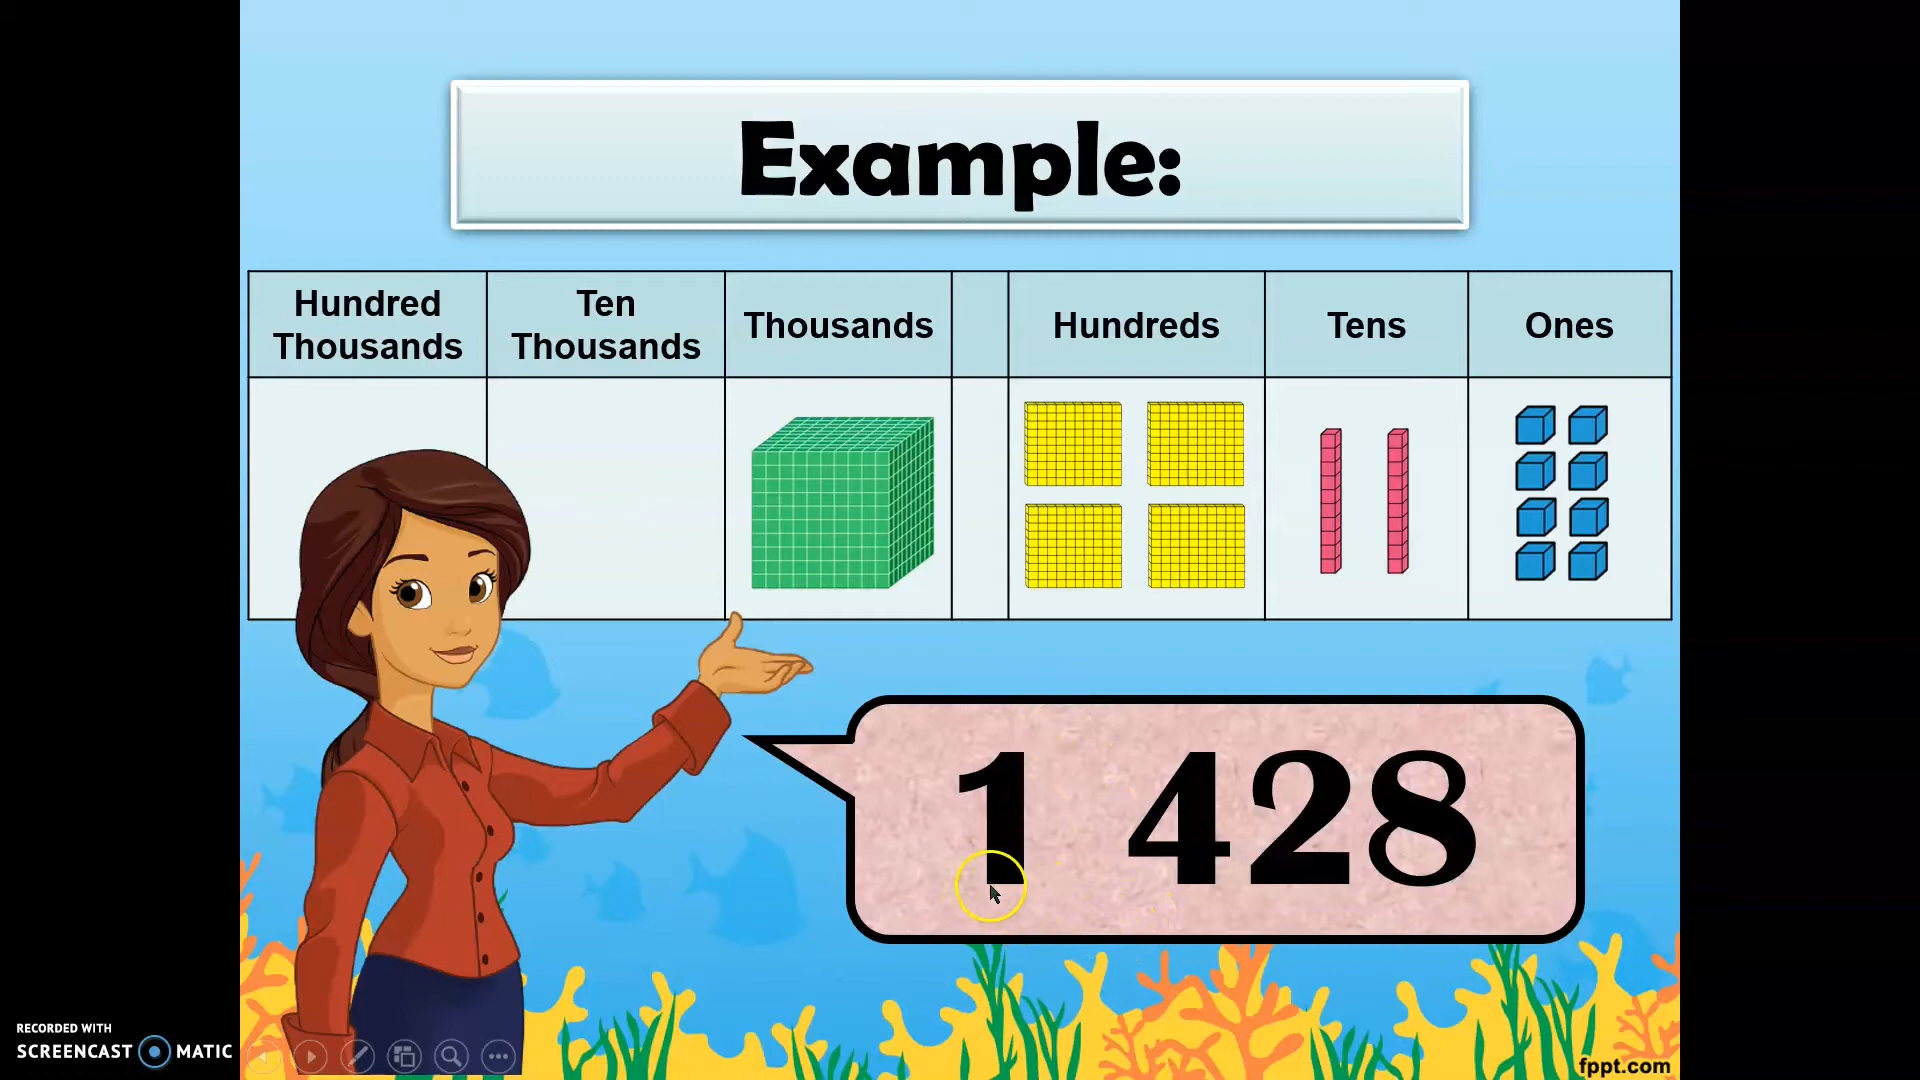 Example:
Hundred Thousands
Ten Thousands
Thousands
Hundreds
Tens
Ones
1 428
RECORDED WITH
SCREENCAST MATIC
fppt.com